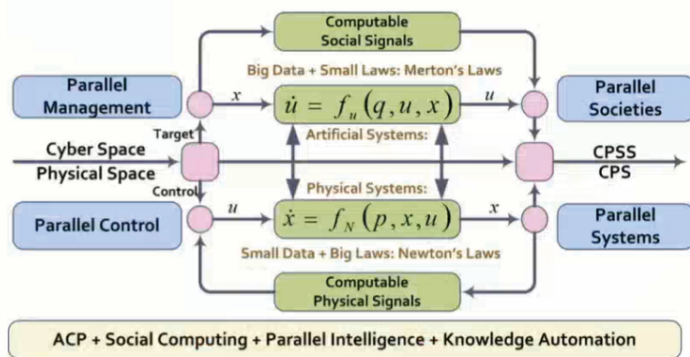 Computable
Social Signals
Big Data + Small Laws: Merton's Laws
Parallel
Management
x
u̇ = f_u (q, u, x)
u
Parallel
Societies
Target
Artificial Systems:
Cyber Space
Physical Space
CPSS
CPS
Control
Physical Systems:
Parallel Control
u
ẋ = f_N (p, x, u)
x
Parallel
Systems
Small Data + Big Laws: Newton's Laws
Computable
Physical Signals
ACP + Social Computing + Parallel Intelligence + Knowledge Automation